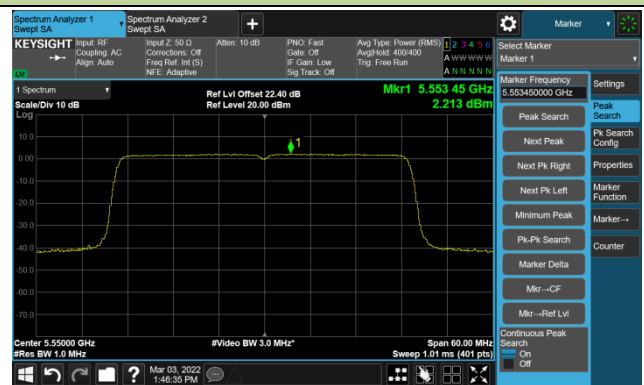 Spectrum Analyzer 1
Swept SA
Spectrum Analyzer 2
Swept SA
+
Marker
KEYSIGHT
Input: RF
Coupling: AC
Align: Auto
Input Z: 50 Ω
Corrections: Off
Freq Ref: Int (S)
NFE: Adaptive
Atten: 10 dB
PNO: Fast
Gate: Off
IF Gain: Low
Sig Track: Off
Avg Type: Power (RMS)
Avg|Hold: 400/400
Trig: Free Run
1 2 3 4 5 6
A W W W W W
A N N N N N
LV
Select Marker
Marker 1
1 Spectrum
Scale/Div 10 dB
Log
Ref Lvl Offset 22.40 dB
Ref Level 20.00 dBm
Mkr1 5.553 45 GHz
2.213 dBm
10.0
0.00
-10.0
-20.0
-30.0
-40.0
-50.0
-60.0
-70.0
1
Center 5.55000 GHz
#Res BW 1.0 MHz
#Video BW 3.0 MHz*
Span 60.00 MHz
Sweep 1.01 ms (401 pts)
Marker Frequency
5.553450000 GHz
Peak Search
Next Peak
Next Pk Right
Next Pk Left
Minimum Peak
Pk-Pk Search
Marker Delta
Mkr→CF
Mkr→Ref Lvl
Continuous Peak
Search
On
Off
Settings
Peak
Search
Pk Search
Config
Properties
Marker
Function
Marker→
Counter
?
Mar 03, 2022
1:46:35 PM